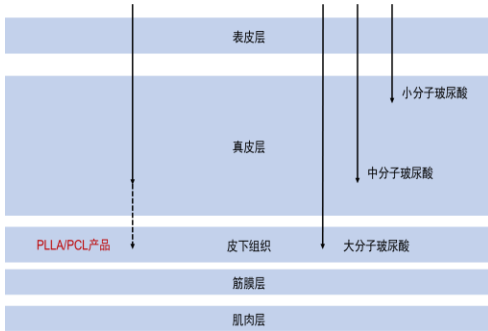 表皮层
小分子玻尿酸
真皮层
中分子玻尿酸
PLLA/PCL产品
皮下组织
大分子玻尿酸
筋膜层
肌肉层